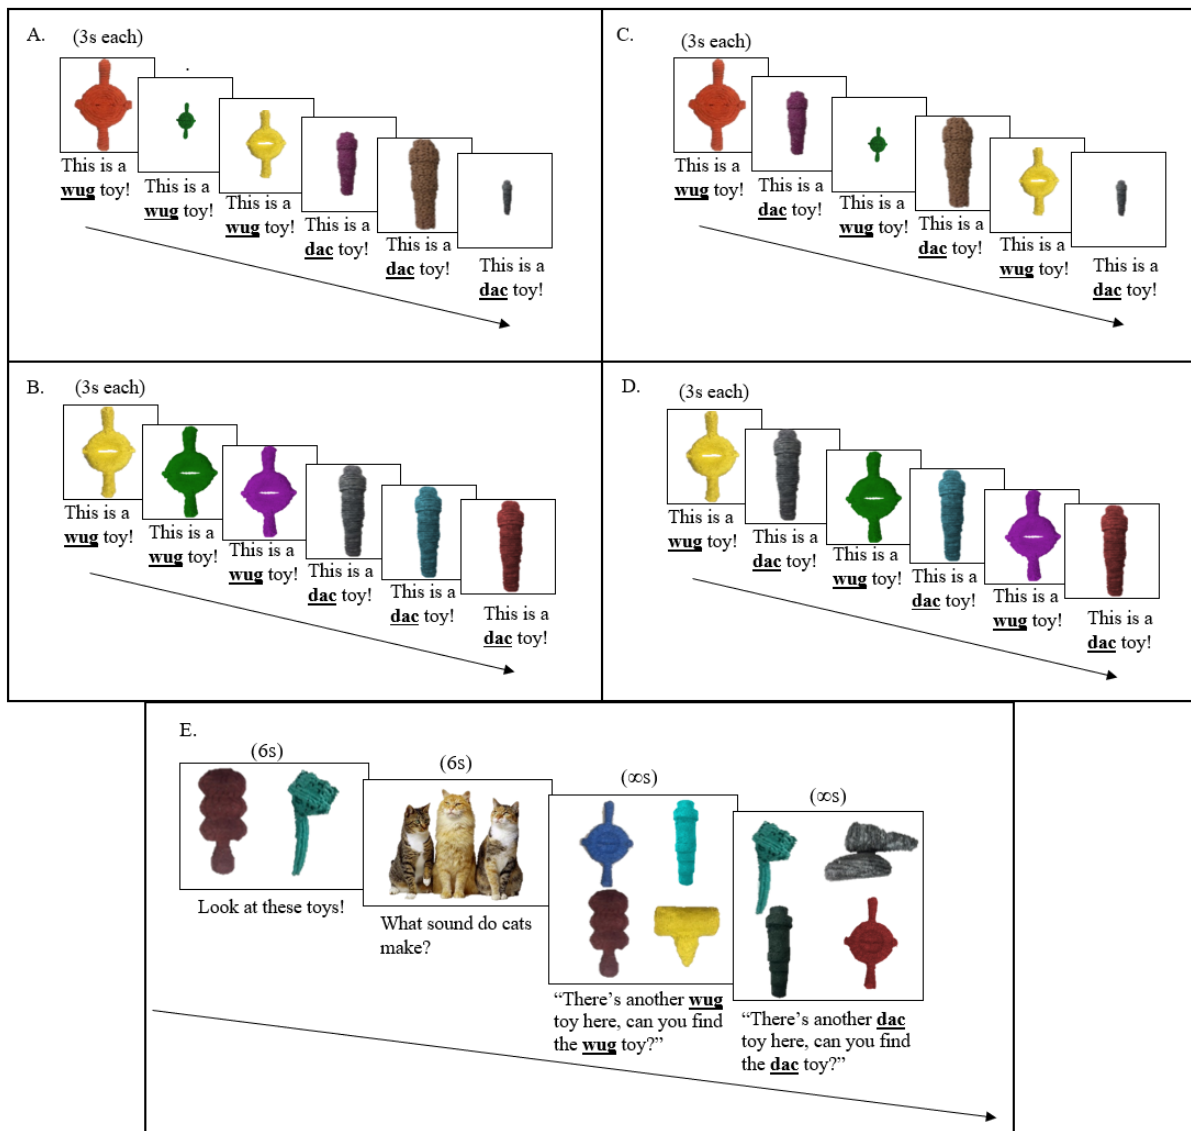 A.
(3s each)
This is a
wug toy!
This is a
wug toy!
This is a
wug toy!
This is a
dac toy!
This is a
dac toy!
This is a
dac toy!
C.
(3s each)
This is a
wug toy!
This is a
dac toy!
This is a
wug toy!
This is a
dac toy!
This is a
wug toy!
This is a
dac toy!
B.
(3s each)
This is a
wug toy!
This is a
wug toy!
This is a
wug toy!
This is a
dac toy!
This is a
dac toy!
This is a
dac toy!
D.
(3s each)
This is a
wug toy!
This is a
dac toy!
This is a
wug toy!
This is a
dac toy!
This is a
wug toy!
This is a
dac toy!
E.
(6s)
Look at these toys!
(6s)
What sound do cats
make?
(∞s)
“There’s another wug
toy here, can you find
the wug toy?”
(∞s)
“There’s another dac
toy here, can you find
the dac toy?”